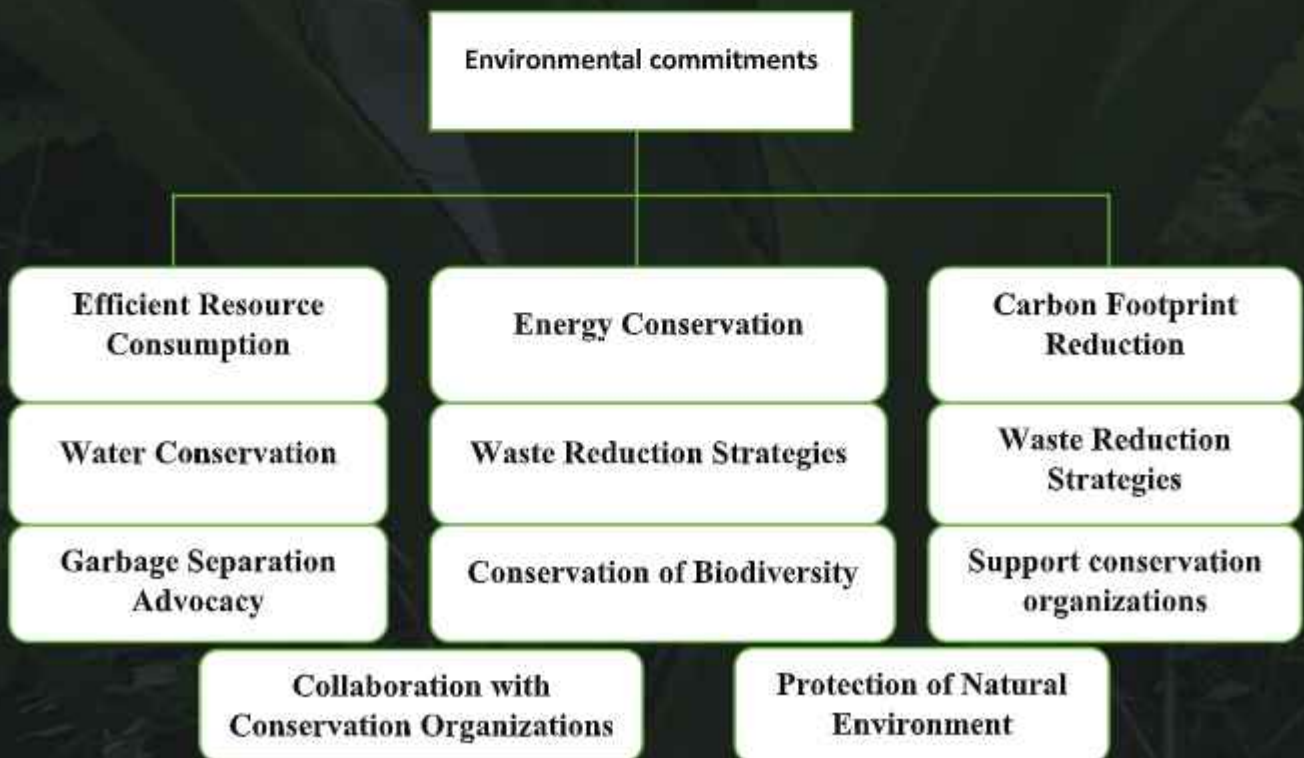 Environmental commitments
Efficient Resource
Consumption
Energy Conservation
Carbon Footprint
Reduction
Water Conservation
Waste Reduction Strategies
Waste Reduction
Strategies
Garbage Separation
Advocacy
Conservation of Biodiversity
Support conservation
organizations
Collaboration with
Conservation Organizations
Protection of Natural
Environment